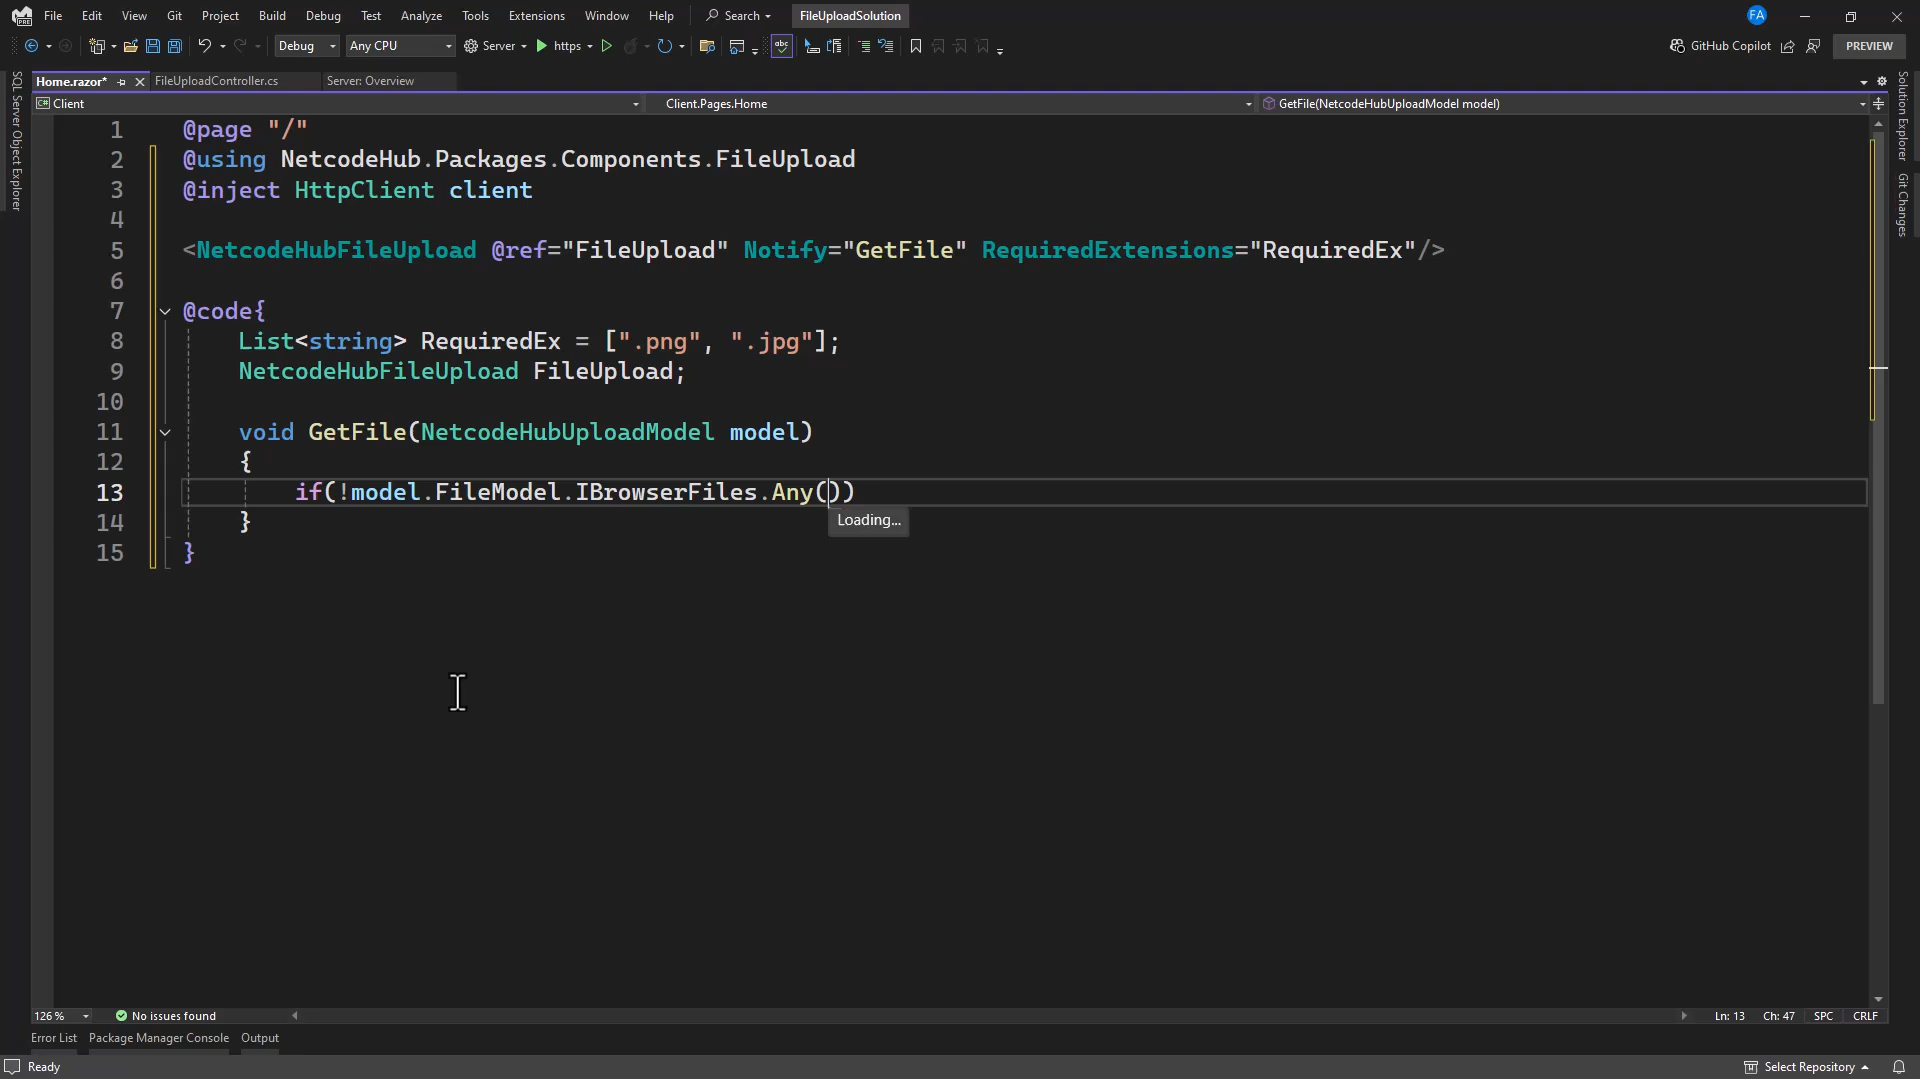 File Edit View Git Project Build Debug Test Analyze Tools Extensions Window Help Search FileUploadSolution FA
Debug Any CPU Server https GitHub Copilot PREVIEW
Home.razor* FileUploadController.cs Server: Overview
Client Client.Pages.Home GetFile(NetcodeHubUploadModel model)
SQL Server Object Explorer
Solution Explorer
Git Changes
1 @page "/"
2 @using NetcodeHub.Packages.Components.FileUpload
3 @inject HttpClient client
4
5 <NetcodeHubFileUpload @ref="FileUpload" Notify="GetFile" RequiredExtensions="RequiredEx"/>
6
7 @code{
8 List<string> RequiredEx = [".png", ".jpg"];
9 NetcodeHubFileUpload FileUpload;
10
11 void GetFile(NetcodeHubUploadModel model)
12 {
13 if(!model.FileModel.IBrowserFiles.Any())
Loading...
14 }
15 }
126 % No issues found Ln: 13 Ch: 47 SPC CRLF
Error List Package Manager Console Output
Ready Select Repository